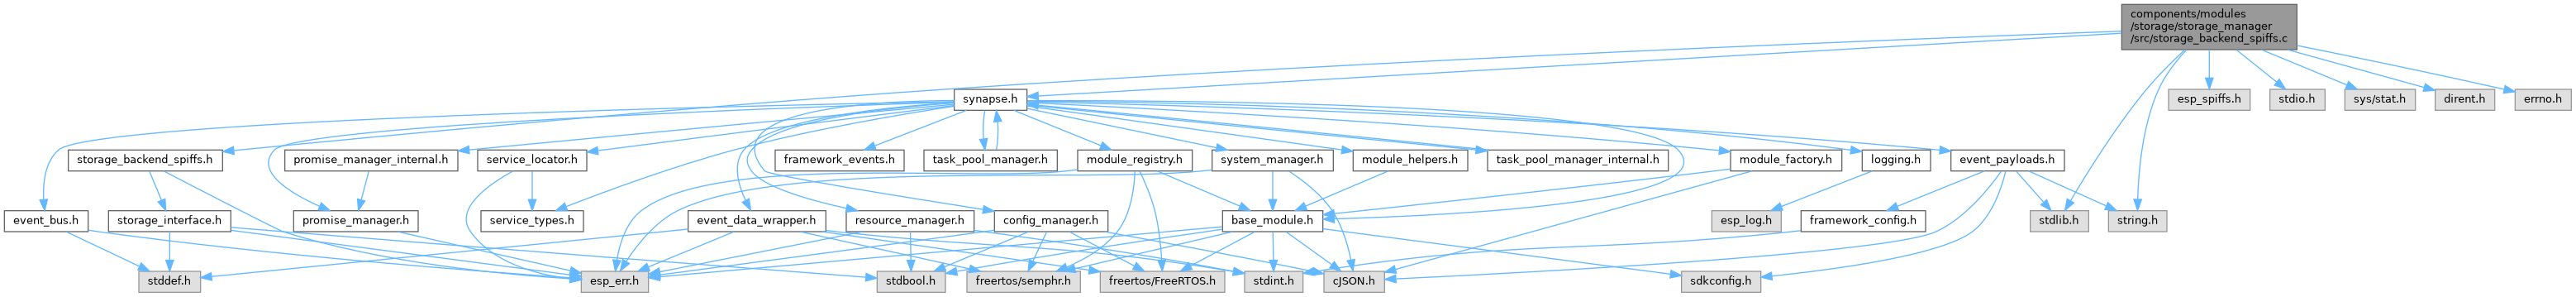 components/modules
/storage/storage_manager
/src/storage_backend_spiffs.c
synapse.h
esp_spiffs.h
stdio.h
sys/stat.h
dirent.h
errno.h
storage_backend_spiffs.h
promise_manager_internal.h
service_locator.h
framework_events.h
task_pool_manager.h
module_registry.h
system_manager.h
module_helpers.h
task_pool_manager_internal.h
module_factory.h
logging.h
event_payloads.h
event_bus.h
storage_interface.h
promise_manager.h
service_types.h
event_data_wrapper.h
resource_manager.h
config_manager.h
base_module.h
esp_log.h
framework_config.h
stdlib.h
string.h
stddef.h
esp_err.h
stdbool.h
freertos/semphr.h
freertos/FreeRTOS.h
stdint.h
cJSON.h
sdkconfig.h